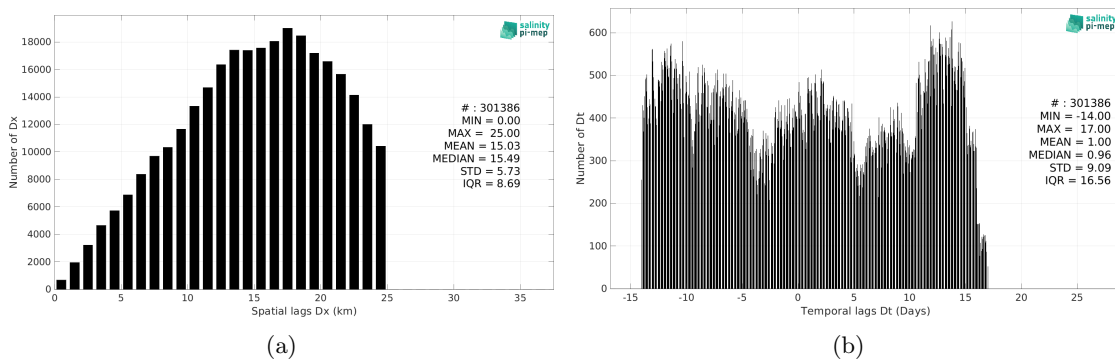 salinity
pi-mep
18000
16000
14000
12000
10000
8000
6000
4000
2000
0
Number of Dx
# : 301386
MIN = 0.00
MAX = 25.00
MEAN = 15.03
MEDIAN = 15.49
STD = 5.73
IQR = 8.69
0 5 10 15 20 25 30 35
Spatial lags Dx (km)
(a)
salinity
pi-mep
600
500
400
300
200
100
0
Number of Dt
# : 301386
MIN = -14.00
MAX = 17.00
MEAN = 1.00
MEDIAN = 0.96
STD = 9.09
IQR = 16.56
-15 -10 -5 0 5 10 15 20 25
Temporal lags Dt (Days)
(b)